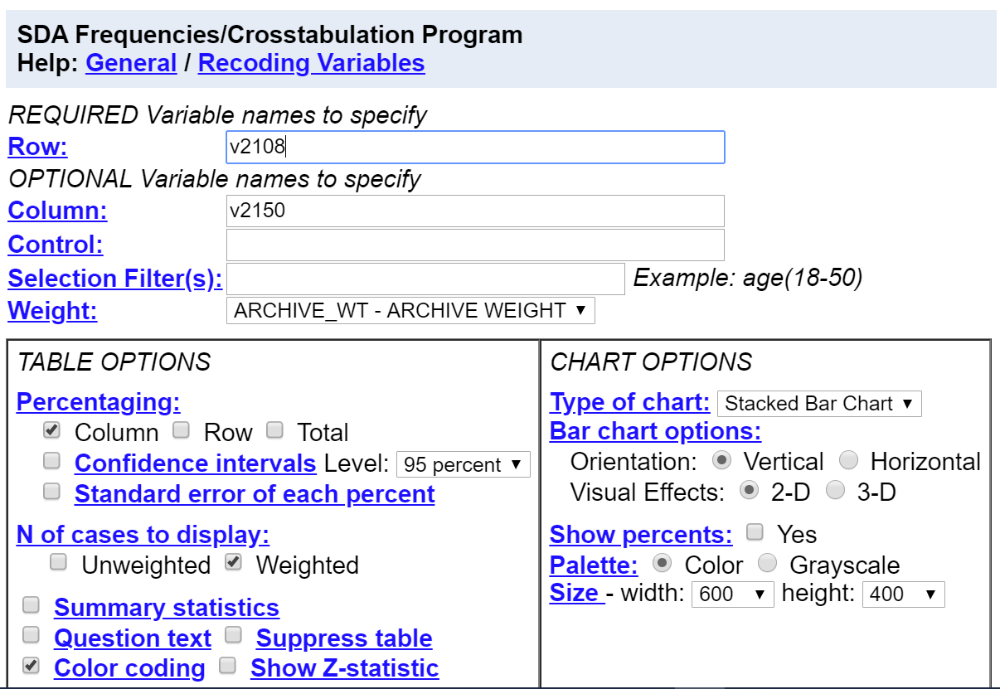 SDA Frequencies/Crosstabulation Program
Help: General / Recoding Variables
REQUIRED Variable names to specify
Row: v2108
OPTIONAL Variable names to specify
Column: v2150
Control:
Selection Filter(s): Example: age(18-50)
Weight: ARCHIVE_WT - ARCHIVE WEIGHT
TABLE OPTIONS
Percentaging:
Column Row Total
Confidence intervals Level: 95 percent
Standard error of each percent
N of cases to display:
Unweighted Weighted
Summary statistics
Question text Suppress table
Color coding Show Z-statistic
CHART OPTIONS
Type of chart: Stacked Bar Chart
Bar chart options:
Orientation: Vertical Horizontal
Visual Effects: 2-D 3-D
Show percents: Yes
Palette: Color Grayscale
Size - width: 600 height: 400